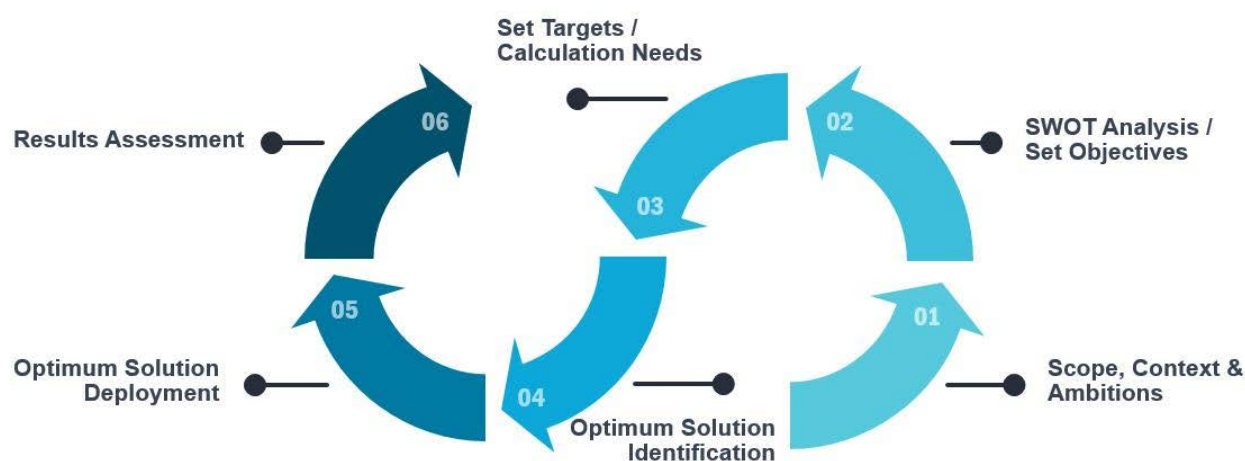 Set Targets /
Calculation Needs
06
02
Results Assessment
SWOT Analysis /
Set Objectives
03
05
01
Optimum Solution
Deployment
Scope, Context &
Ambitions
04
Optimum Solution
Identification